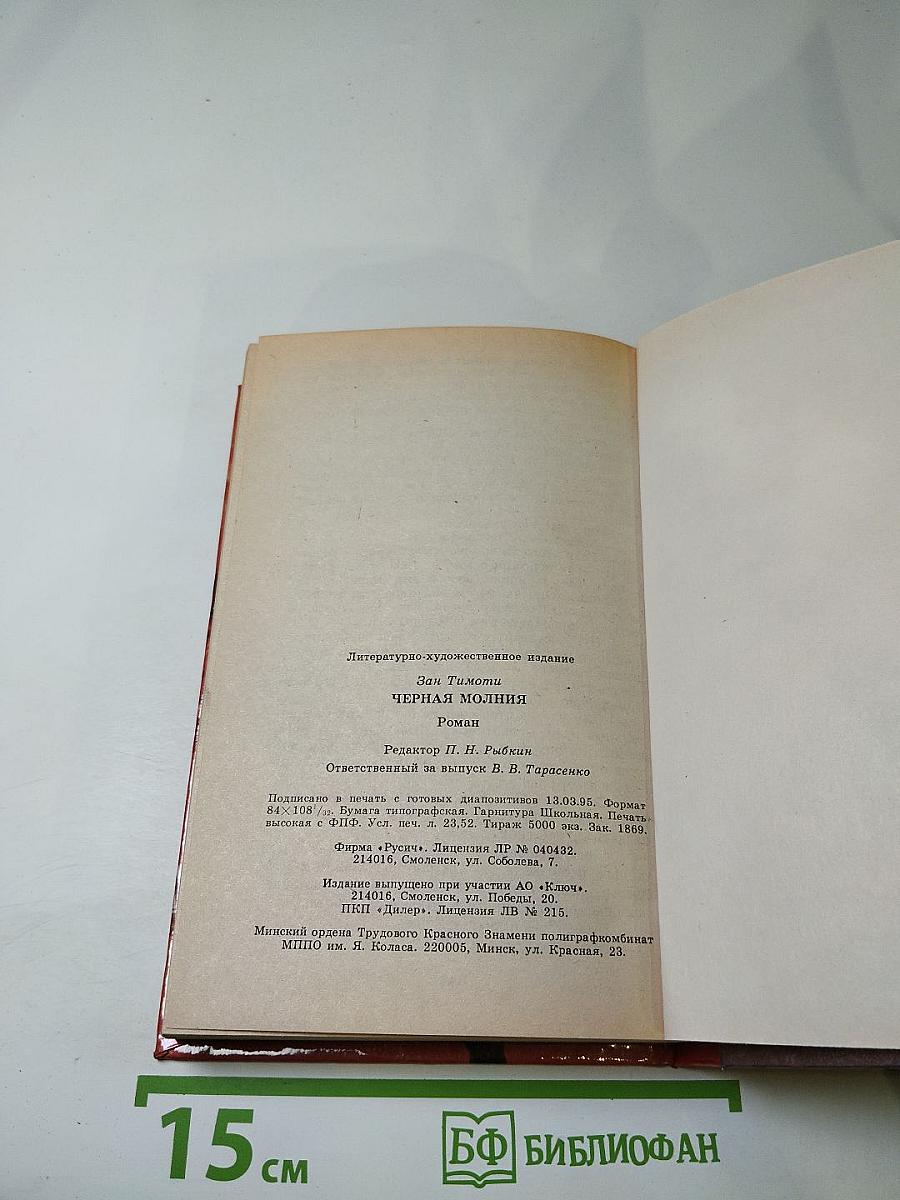 Литературно-художественное издание
Зан Тимоти
ЧЕРНАЯ МОЛНИЯ
Роман
Редактор П. Н. Рыбкин
Ответственный за выпуск В. В. Тарасенко
Подписано в печать с готовых диапозитивов 13.03.95. Формат
84×108¹/₃₂. Бумага типографская. Гарнитура Школьная. Печать
высокая с ФПФ. Усл. печ. л. 23,52. Тираж 5000 экз. Зак. 1869.
Фирма «Русич». Лицензия ЛР № 040432.
214016, Смоленск, ул. Соболева, 7.
Издание выпущено при участии АО «Ключ».
214016, Смоленск, ул. Победы, 20.
ПКП «Дилер». Лицензия ЛВ № 215.
Минский ордена Трудового Красного Знамени полиграфкомбинат
МППО им. Я. Коласа. 220005, Минск, ул. Красная, 23.
15 см
БФ БИБЛИОФАН